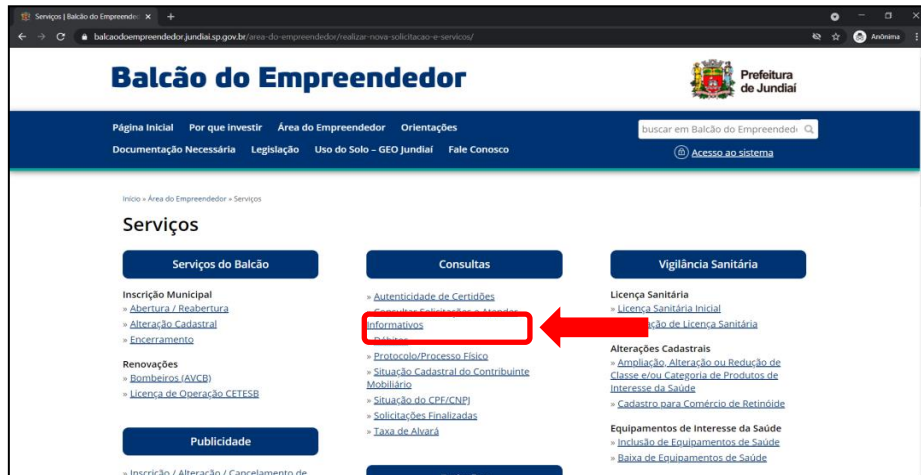 Serviços | Balcão do Empreended
balcaodoempreendedor.jundiai.sp.gov.br/area-do-empreendedor/realizar-nova-solicitacao-e-servicos/
Anônima
Balcão do Empreendedor
Prefeitura
de Jundiaí
Página Inicial Por que investir Área do Empreendedor Orientações
buscar em Balcão do Empreended
Documentação Necessária Legislação Uso do Solo – GEO Jundiaí Fale Conosco
Acesso ao sistema
Início » Área do Empreendedor » Serviços
Serviços
Serviços do Balcão
Inscrição Municipal
» Abertura / Reabertura
» Alteração Cadastral
» Encerramento
Renovações
» Bombeiros (AVCB)
» Licença de Operação CETESB
Publicidade
» Inscrição / Alteração / Cancelamento de
Consultas
» Autenticidade de Certidões
» Consultar Solicitações e Atender
Informativos
» Débitos
» Protocolo/Processo Físico
» Situação Cadastral do Contribuinte
Mobiliário
» Situação do CPF/CNPJ
» Solicitações Finalizadas
» Taxa de Alvará
Vigilância Sanitária
Licença Sanitária
» Licença Sanitária Inicial
de Licença Sanitária
Alterações Cadastrais
» Ampliação, Alteração ou Redução de
Classe e/ou Categoria de Produtos de
Interesse da Saúde
» Cadastro para Comércio de Retinóide
Equipamentos de Interesse da Saúde
» Inclusão de Equipamentos de Saúde
» Baixa de Equipamentos de Saúde